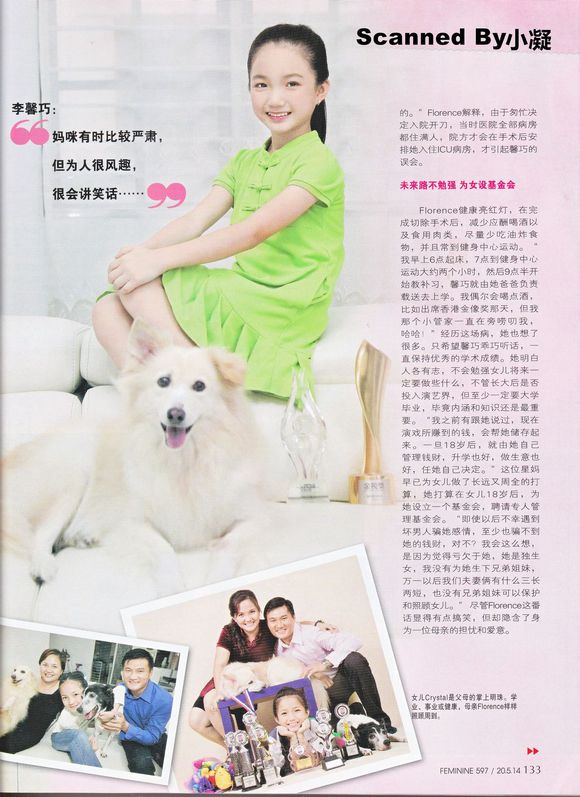 Scanned By小凝
李馨巧：
“妈咪有时比较严肃，
但为人很风趣，
很会讲笑话⋯⋯”
的。”Florence解释，由于匆忙决
定入院开刀，当时医院全部病房
都住满人，院方才会在手术后安
排她入住ICU病房，才引起馨巧的
误会。
未来路不勉强 为女设基金会
Florence健康亮红灯，在完
成切除手术后，减少应酬喝酒以
及食用肉类，尽量少吃油炸食
物，并且常到健身中心运动。“
我早上6点起床，7点到健身中心
运动大约两个小时，然后9点半开
始教补习，馨巧就由她爸爸负责
载送去上学。我偶尔会喝点酒，
比如出席香港金像奖那天，但我
那个小管家一直在旁唠叨我，
哈哈！”经历这场病，她也想了
很多。只希望馨巧乖巧听话，一
直保持优秀的学术成绩。她明白
人各有志，不会勉强女儿将来一
定要做些什么，不管长大后是否
投入演艺界，但至少一定要大学
毕业，毕竟内涵和知识还是最重
要。“我之前有跟她说过，现在
演戏所赚到的钱，会帮她储存起
来。一旦18岁后，就由她自己
管理钱财，升学也好，做生意也
好，任她自己决定。”这位星妈
早已为女儿做了长远又周全的打
算，她打算在女儿18岁后，为
她设立一个基金会，聘请专人管
理基金会。“即使以后不幸遇到
坏男人骗她感情，至少也骗不到
她的钱财，对不？我会这么想，
是因为觉得亏欠于她，她是独生
女，我没有为她生下兄弟姐妹，
万一以后我们夫妻俩有什么三长
两短，也没有兄弟姐妹可以保护
和照顾女儿。”尽管Florence这番
话显得有点搞笑，但却隐含了身
为一位母亲的担忧和爱意。
女儿Crystal是父母的掌上明珠。学
业、事业或健康，母亲Florence样样
照顾周到。
FEMININE 597 / 20.5.14 133